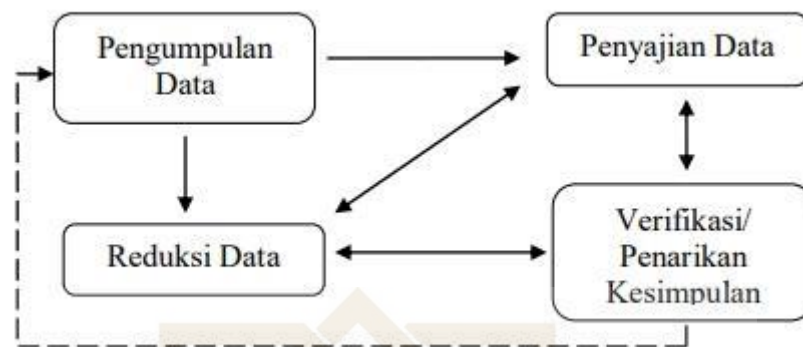 Pengumpulan
Data
Penyajian Data
Reduksi Data
Verifikasi/
Penarikan
Kesimpulan